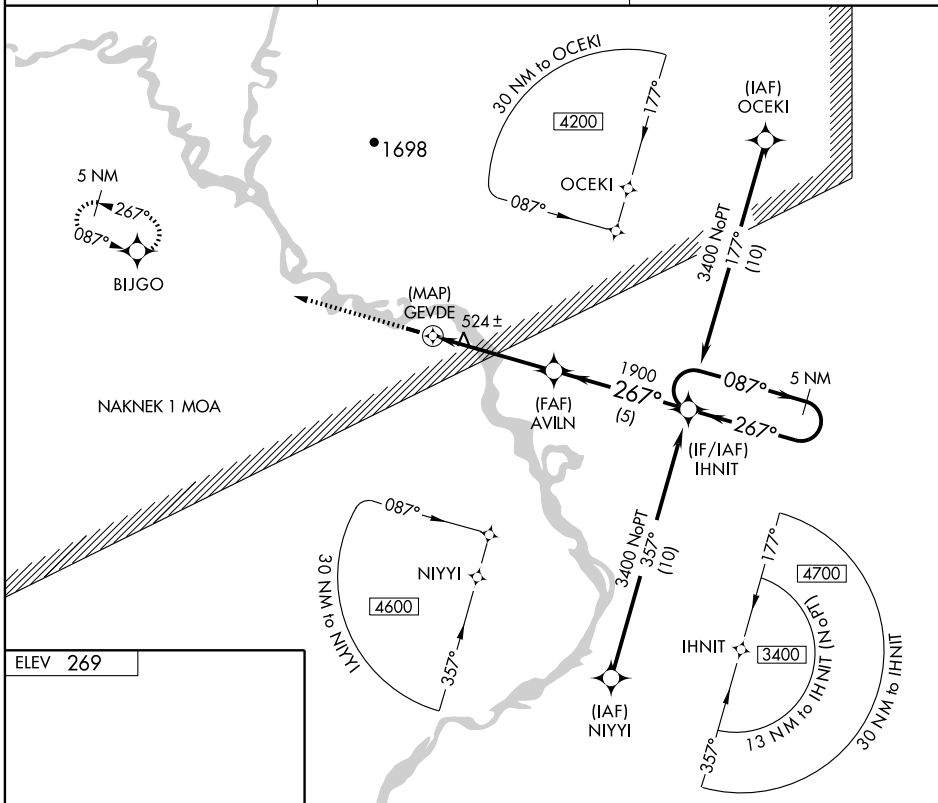 30 NM to OCEKI
4200
177°
OCEKI
087°
(IAF)
OCEKI
1698
5 NM
267°
087°
BIJGO
3400 NoPT
177°
(10)
(MAP)
GEVDE
524±
1900
267°
(5)
(FAF)
AVILN
087°
5 NM
267°
(IF/IAF)
IHNIT
NAKNEK 1 MOA
087°
NIYYI
4600
357°
30 NM to NIYYI
3400 NoPT
357°
(10)
(IAF)
NIYYI
177°
4700
IHNIT
3400
357°
13 NM to IHNIT (NoPT)
30 NM to IHNIT
ELEV 269